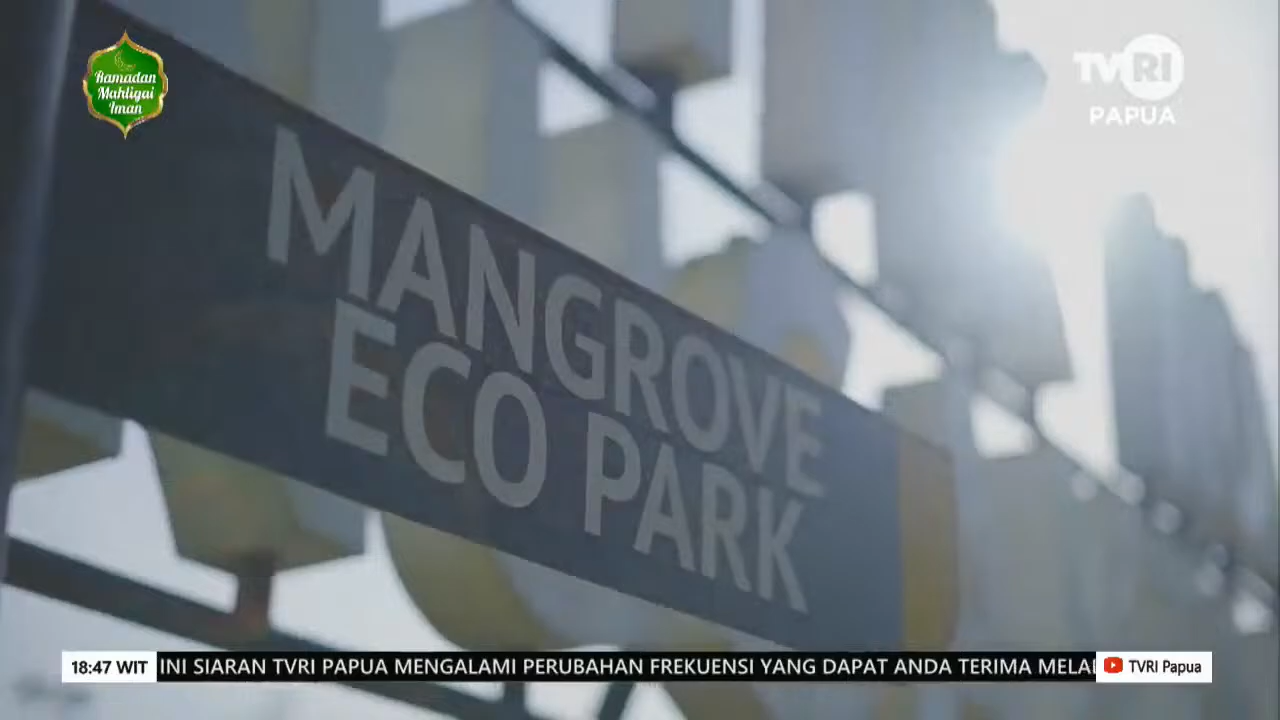 Ramadan
Mahligai
Iman
TVRI
PAPUA
MANGROVE
ECO PARK
18:47 WIT
INI SIARAN TVRI PAPUA MENGALAMI PERUBAHAN FREKUENSI YANG DAPAT ANDA TERIMA
TVRI Papua